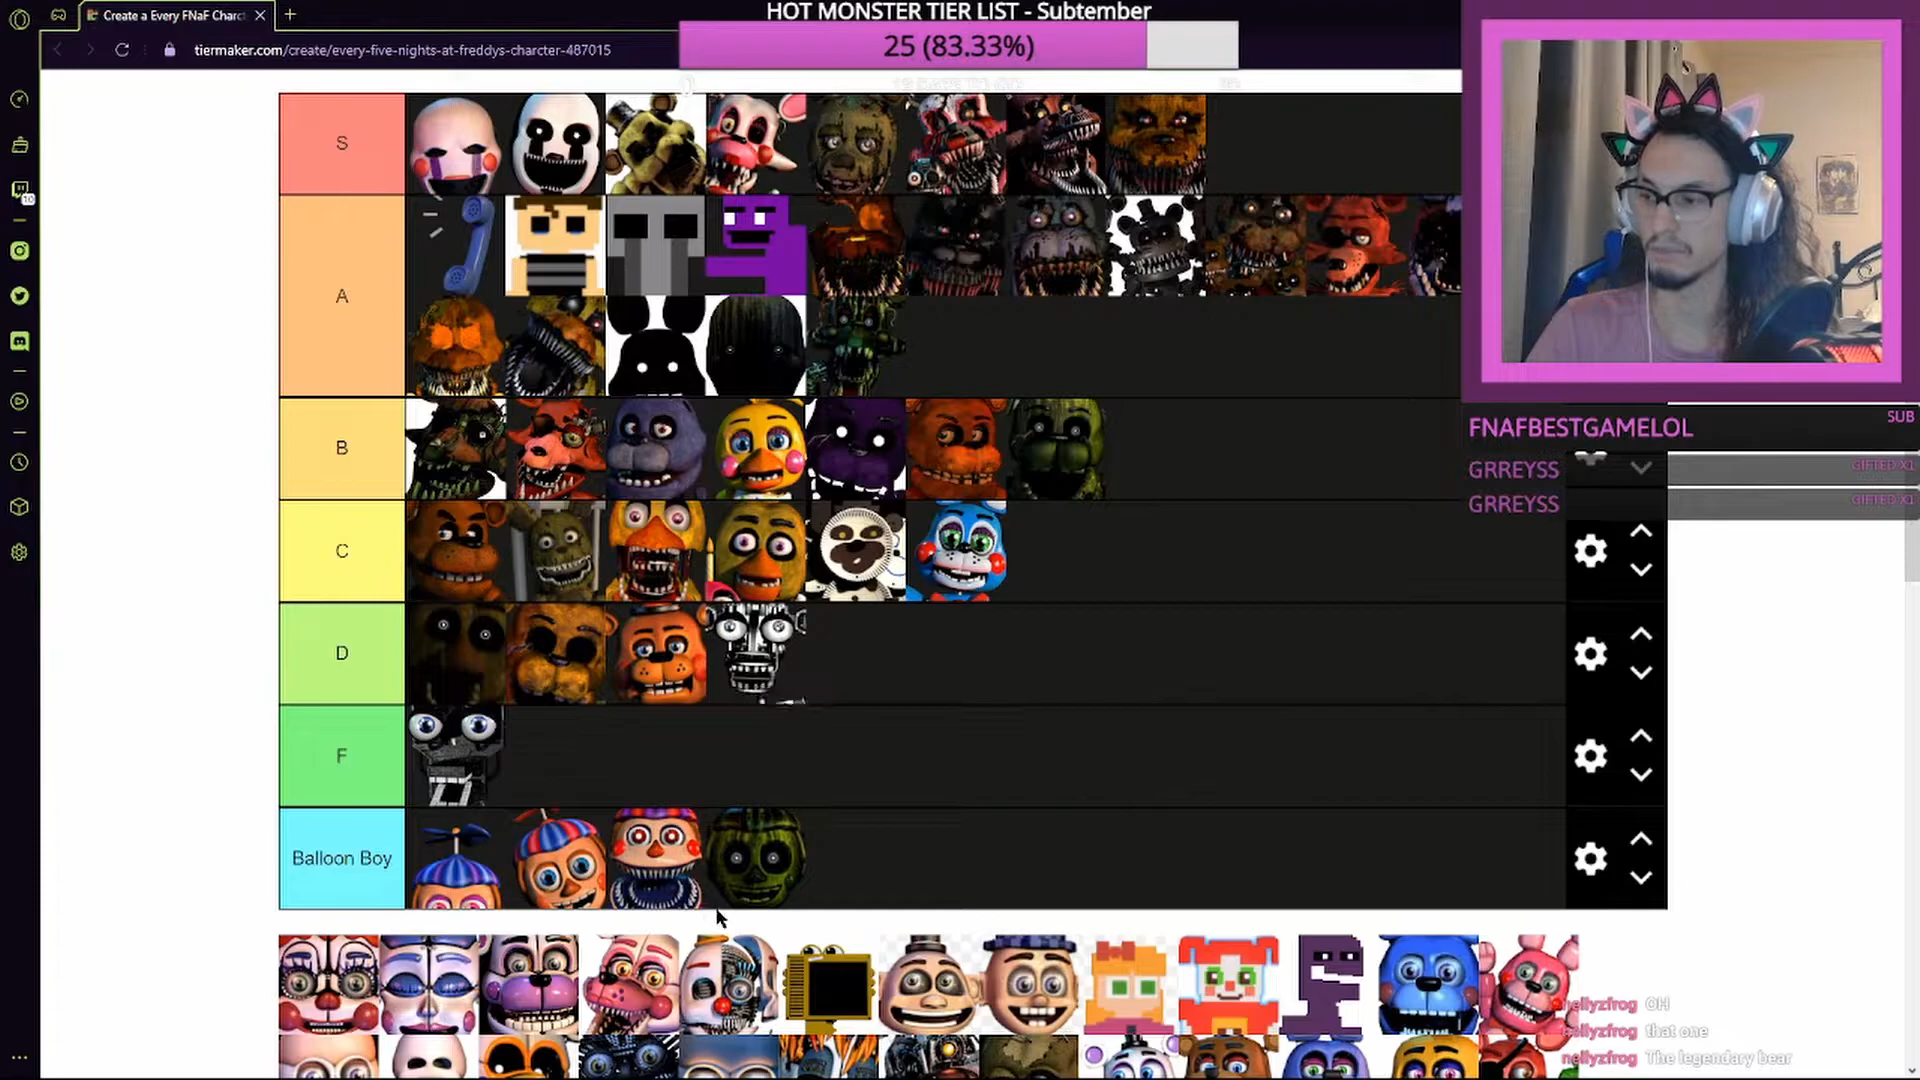 Create a Every FNaF Charc
HOT MONSTER TIER LIST - Subtember
tiermaker.com/create/every-five-nights-at-freddys-charcter-487015
25 (83.33%)
S
A
B
FNAFBESTGAMELOL SUB
GRREYSS GIFTED X1
GRREYSS GIFTED X1
C
D
F
Balloon Boy
nellyzfrog OH
nellyzfrog that one
nellyzfrog The legendary bear